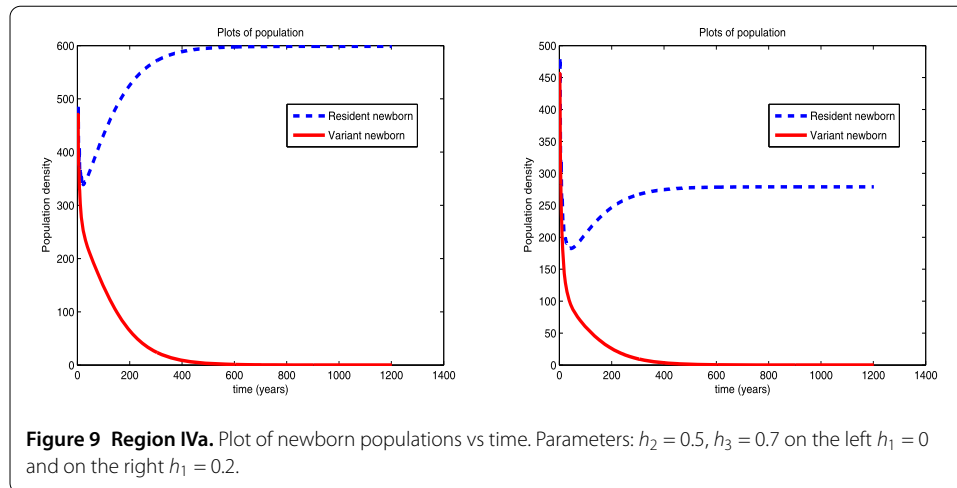 Plots of population
600
500
400
300
200
100
0
Population density
0 200 400 600 800 1000 1200 1400
time (years)
Resident newborn
Variant newborn
Plots of population
500
450
400
350
300
250
200
150
100
50
0
Population density
0 200 400 600 800 1000 1200 1400
time (years)
Resident newborn
Variant newborn
Figure 9 Region IVa. Plot of newborn populations vs time. Parameters: h₂ = 0.5, h₃ = 0.7 on the left h₁ = 0
and on the right h₁ = 0.2.